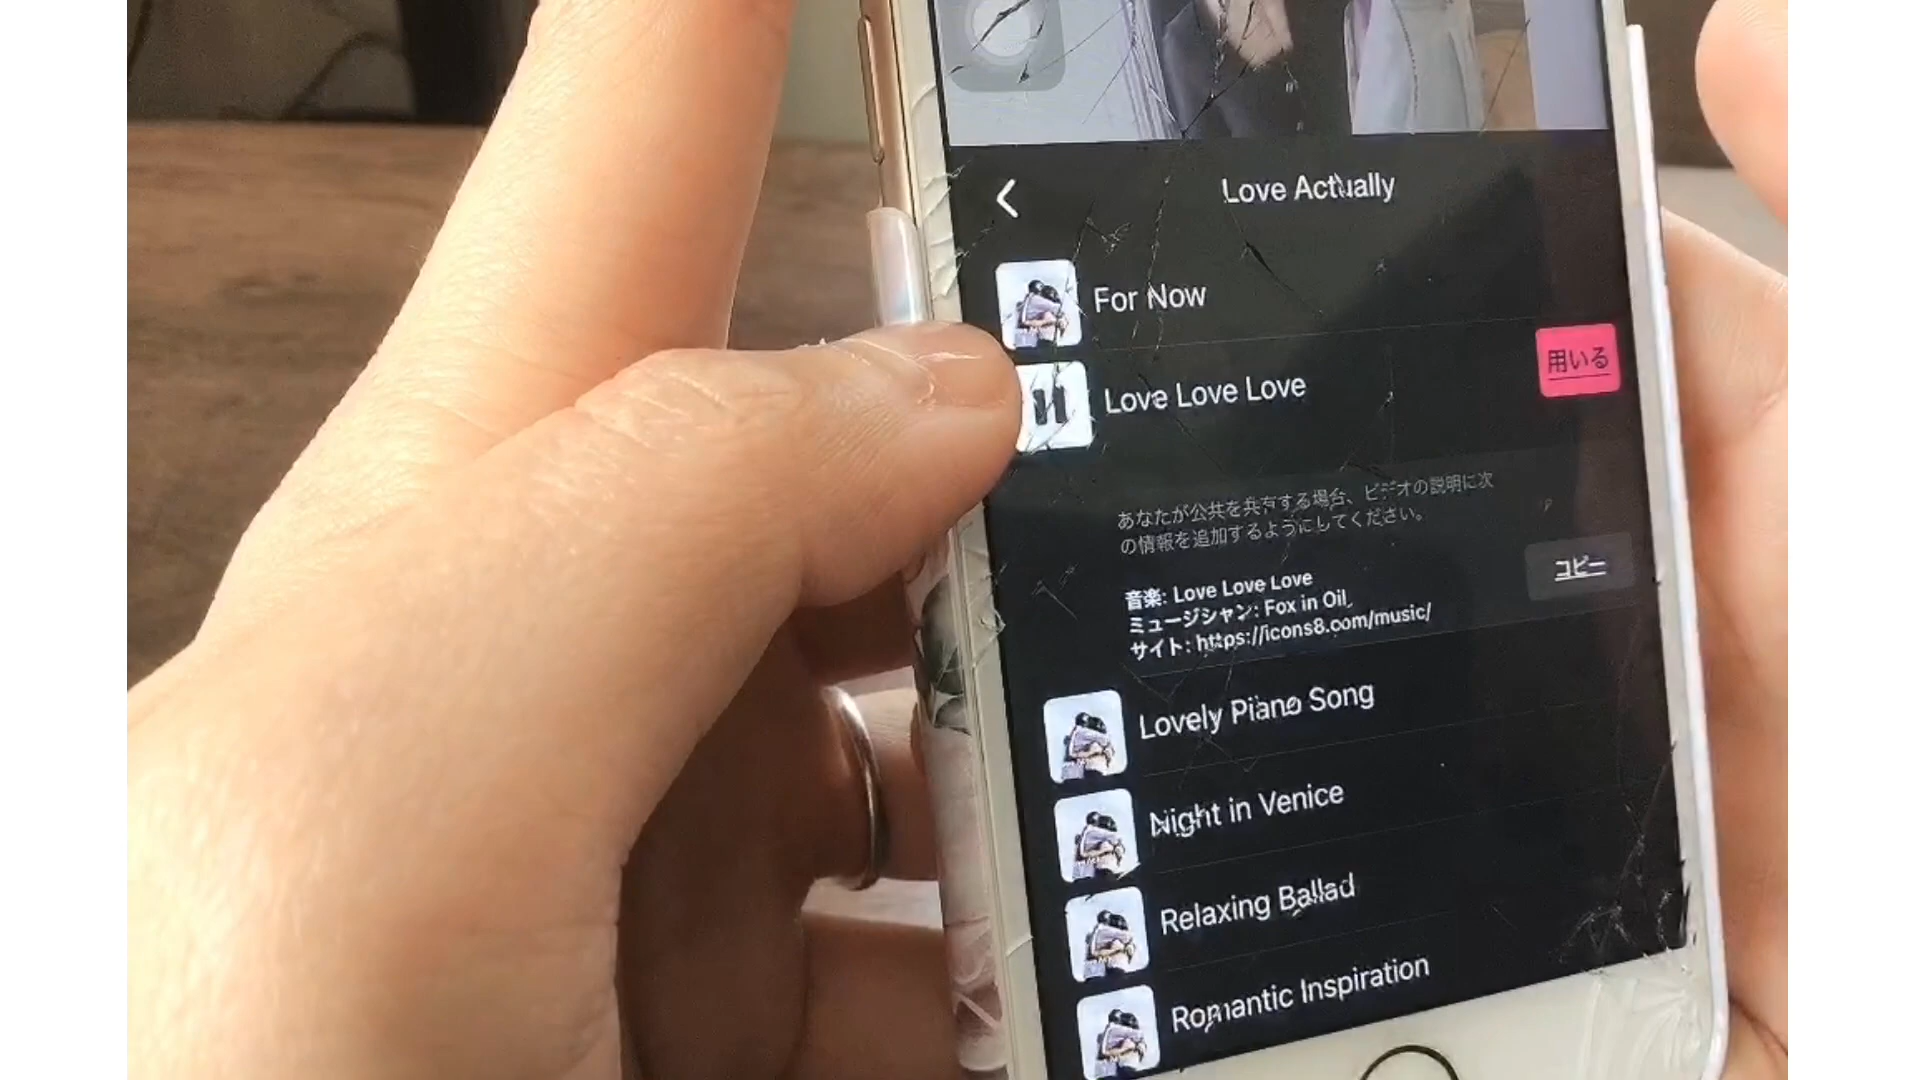 Love Actually
For Now
Love Love Love
用いる
あなたが公共を共有する場合、ビデオの説明に次
の情報を追加するようにしてください。
コピー
音楽: Love Love Love
ミュージシャン: Fox in Oil
サイト: https://icons8.com/music/
Lovely Piano Song
Night in Venice
Relaxing Ballad
Romantic Inspiration